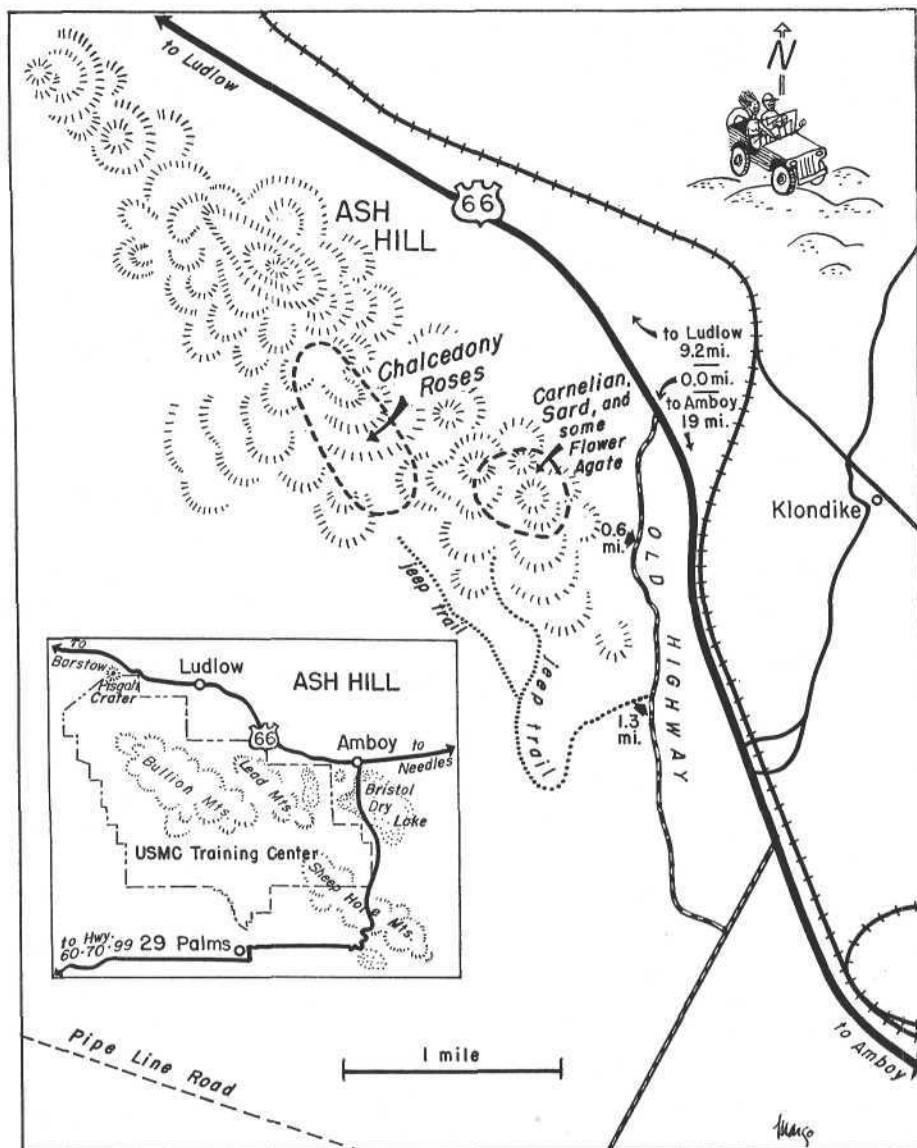 N
to Ludlow
66
ASH
HILL
to Ludlow
9.2 mi.
0.0 mi.
to Amboy
19 mi.
Chalcedony
Roses
Carnelian,
Sard, and
some
Flower
Agate
Klondike
0.6
mi.
OLD HIGHWAY
jeep trail
jeep trail
1.3
mi.
to
Barstow
Pisgah
Crater
Ludlow
ASH HILL
66
Amboy
to
Needles
Bullion Mts.
Lead Mts.
Bristol
Dry
Lake
USMC Training Center
Sheep Hole Mts.
to Hwy.
60-70-99
29 Palms
Pipe Line Road
1 mile
to Amboy
Margo